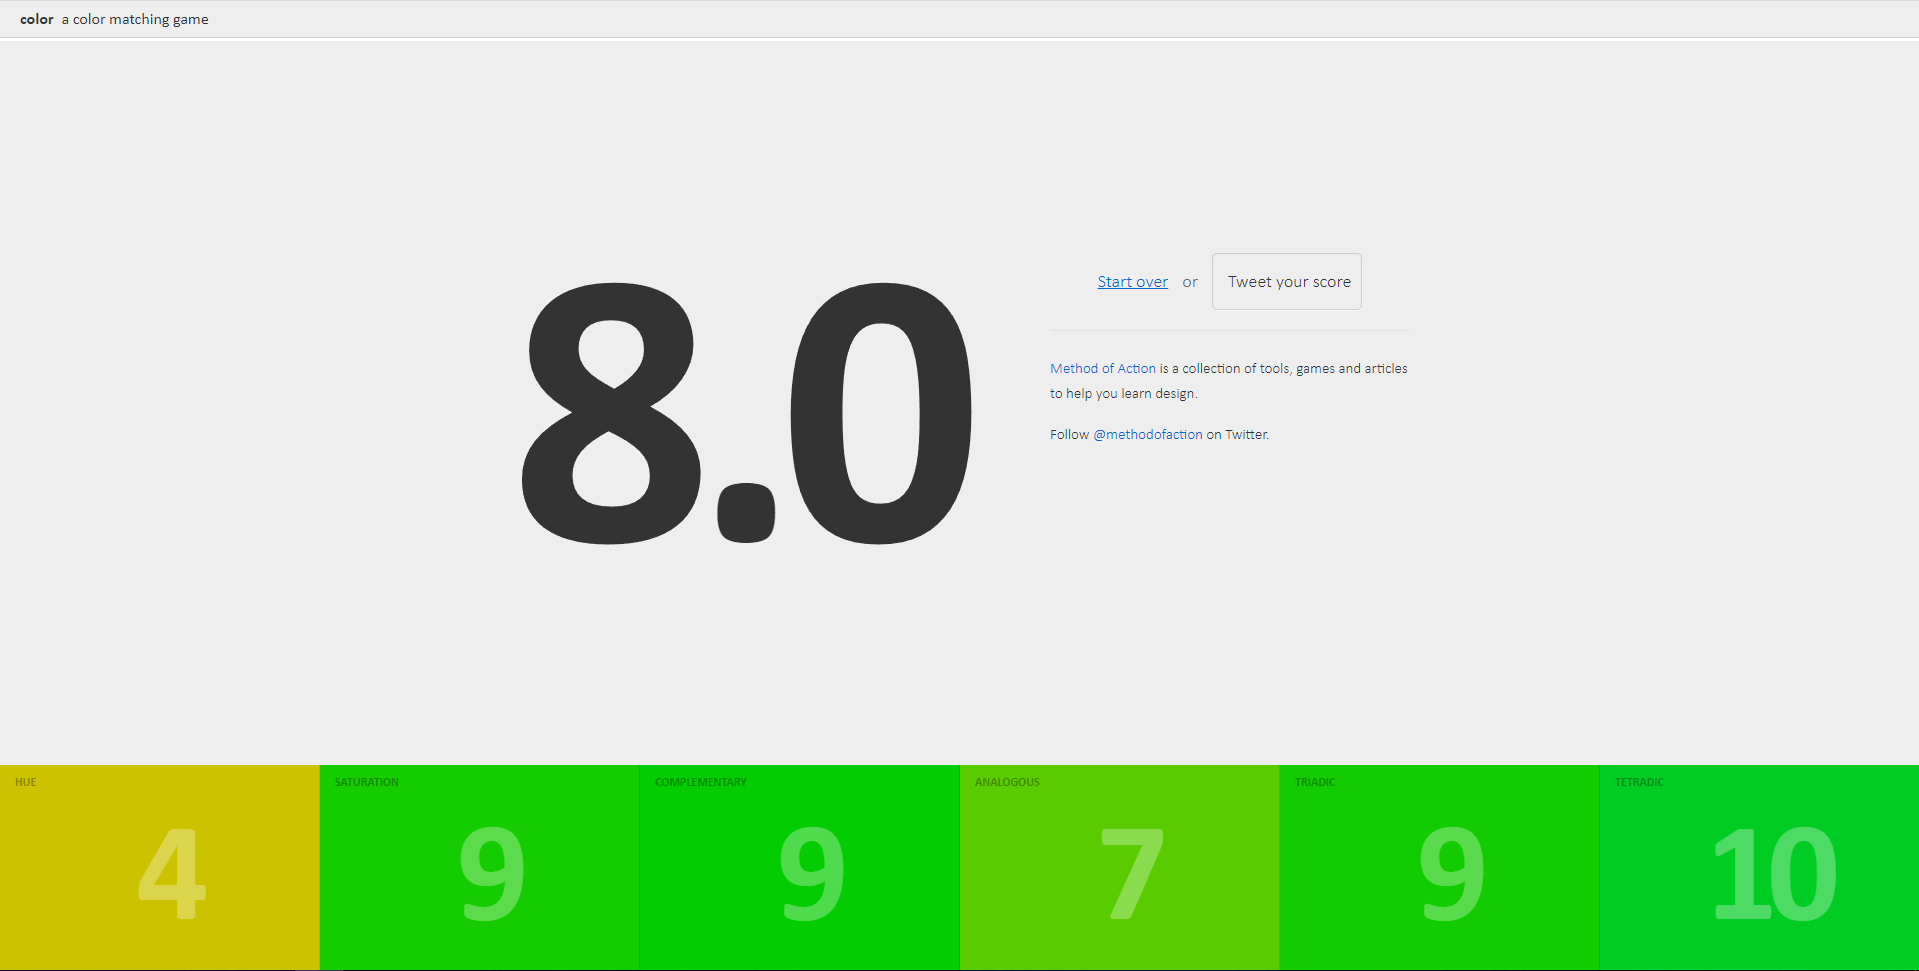 color a color matching game
8.0
Start over or Tweet your score
Method of Action is a collection of tools, games and articles
to help you learn design.
Follow @methodofaction on Twitter.
HUE
4
SATURATION
9
COMPLEMENTARY
9
ANALOGOUS
7
TRIADIC
9
TETRADIC
10